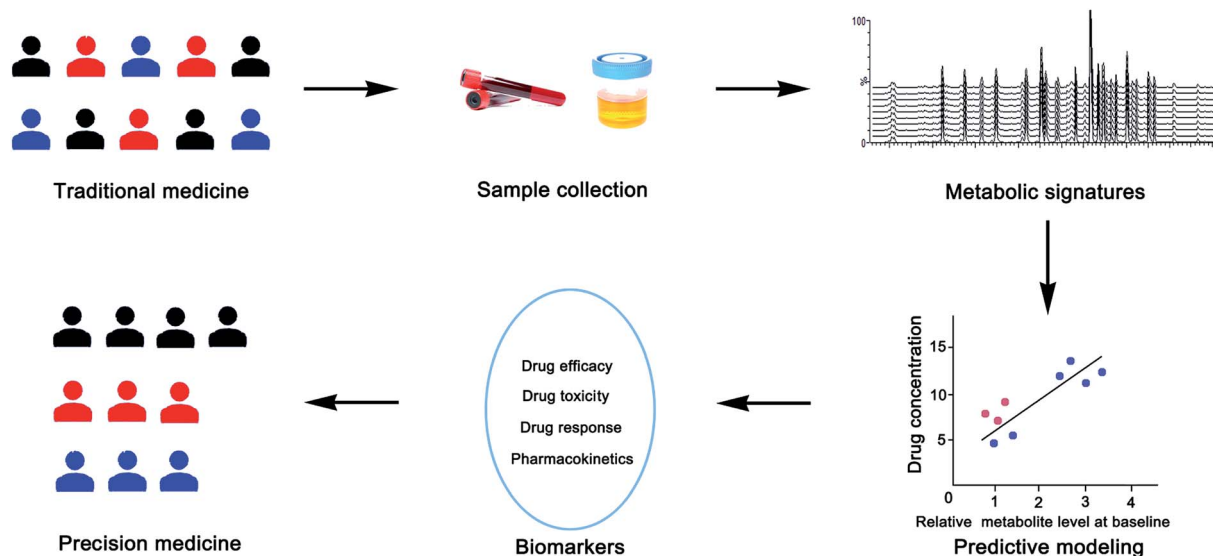 100
%
Traditional medicine
Sample collection
Metabolic signatures
Drug efficacy
Drug toxicity
Drug response
Pharmacokinetics
Drug concentration
15
10
5
0 1 2 3 4
Relative metabolite level at baseline
Precision medicine
Biomarkers
Predictive modeling